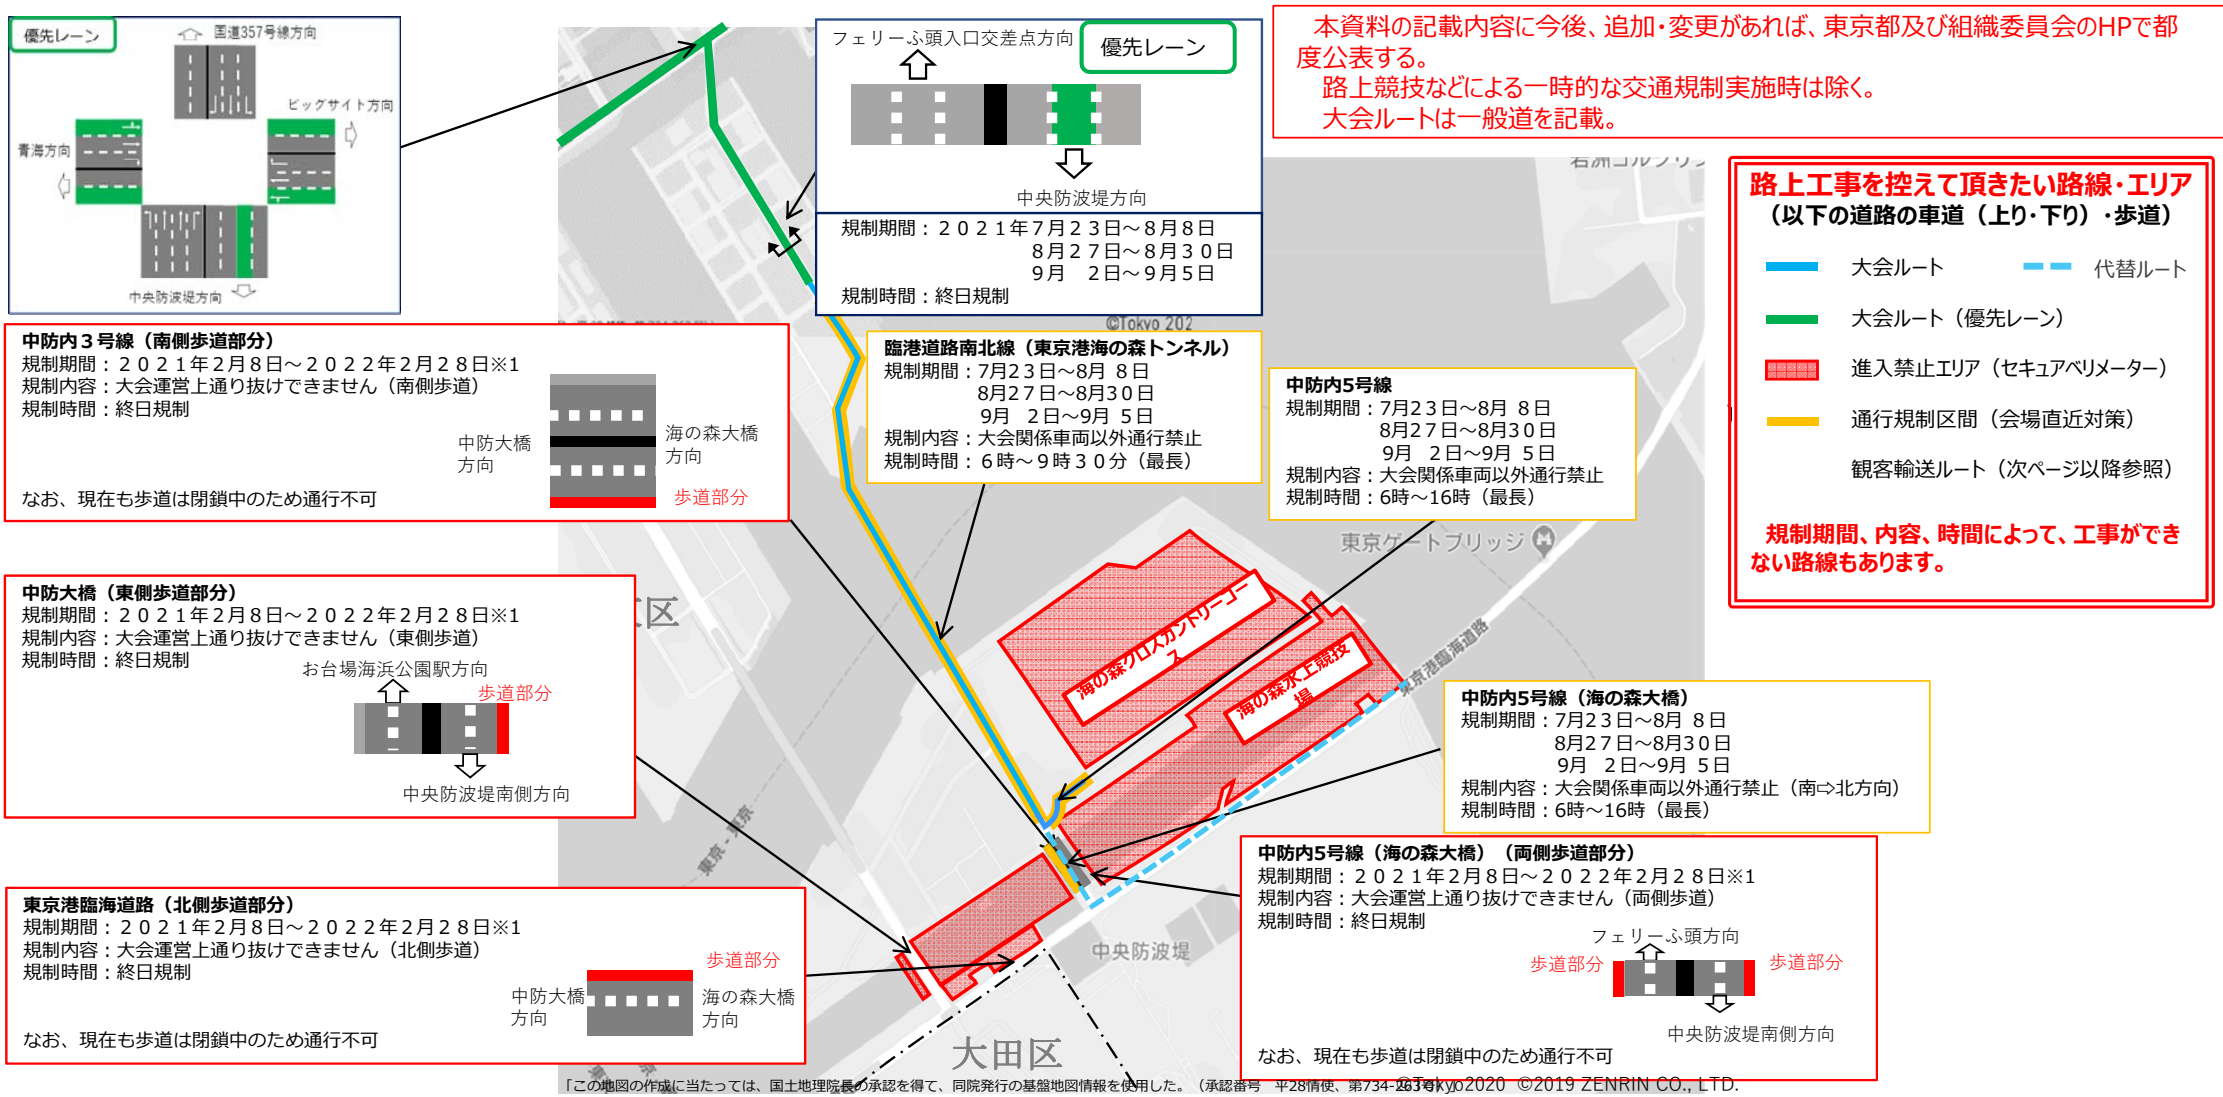 優先レーン
国道357号線方向
ビッグサイト方向
青海方向
中央防波堤方向
フェリーふ頭入口交差点方向
優先レーン
中央防波堤方向
規制期間：２０２１年７月２３日～８月８日
８月２７日～８月３０日
９月　２日～９月５日
規制時間：終日規制
本資料の記載内容に今後、追加・変更があれば、東京都及び組織委員会のHPで都
度公表する。
路上競技などによる一時的な交通規制実施時は除く。
大会ルートは一般道を記載。
路上工事を控えて頂きたい路線・エリア
（以下の道路の車道（上り・下り）・歩道）
大会ルート
代替ルート
大会ルート（優先レーン）
進入禁止エリア（セキュアペリメーター）
通行規制区間（会場直近対策）
観客輸送ルート（次ページ以降参照）
規制期間、内容、時間によって、工事ができ
ない路線もあります。
中防内３号線（南側歩道部分）
規制期間：２０２１年２月８日～２０２２年２月２８日※1
規制内容：大会運営上通り抜けできません（南側歩道）
規制時間：終日規制
中防大橋
方向
海の森大橋
方向
歩道部分
なお、現在も歩道は閉鎖中のため通行不可
©Tokyo 202
臨港道路南北線（東京港海の森トンネル）
規制期間：7月２３日～8月 ８日
8月２７日～8月３０日
9月　２日～9月 ５日
規制内容：大会関係車両以外通行禁止
規制時間：６時～９時３０分（最長）
中防内5号線
規制期間：7月２３日～8月 ８日
8月２７日～8月３０日
9月　２日～9月 ５日
規制内容：大会関係車両以外通行禁止
規制時間：6時～16時（最長）
東京ゲートブリッジ
中防大橋（東側歩道部分）
規制期間：２０２１年２月８日～２０２２年２月２８日※1
規制内容：大会運営上通り抜けできません（東側歩道）
規制時間：終日規制
お台場海浜公園駅方向
歩道部分
中央防波堤南側方向
区
海の森クロスカントリーコー
ス
海の森水上競技
場
東京港臨海道路
中防内5号線（海の森大橋）
規制期間：7月２３日～8月 ８日
8月２７日～8月３０日
9月　２日～9月 ５日
規制内容：大会関係車両以外通行禁止（南⇨北方向）
規制時間：6時～16時（最長）
東京 - 東京
中防内5号線（海の森大橋）（両側歩道部分）
規制期間：２０２１年２月８日～２０２２年２月２８日※1
規制内容：大会運営上通り抜けできません（両側歩道）
規制時間：終日規制
フェリーふ頭方向
歩道部分
歩道部分
中央防波堤南側方向
なお、現在も歩道は閉鎖中のため通行不可
東京港臨海道路（北側歩道部分）
規制期間：２０２１年２月８日～２０２２年２月２８日※1
規制内容：大会運営上通り抜けできません（北側歩道）
規制時間：終日規制
歩道部分
中防大橋
方向
海の森大橋
方向
なお、現在も歩道は閉鎖中のため通行不可
中央防波堤
大田区
「この地図の作成に当たっては、国土地理院長の承認を得て、同院発行の基盤地図情報を使用した。（承認番号　平28情使、第734-263号）」
©Tokyo2020 ©2019 ZENRIN CO., LTD.